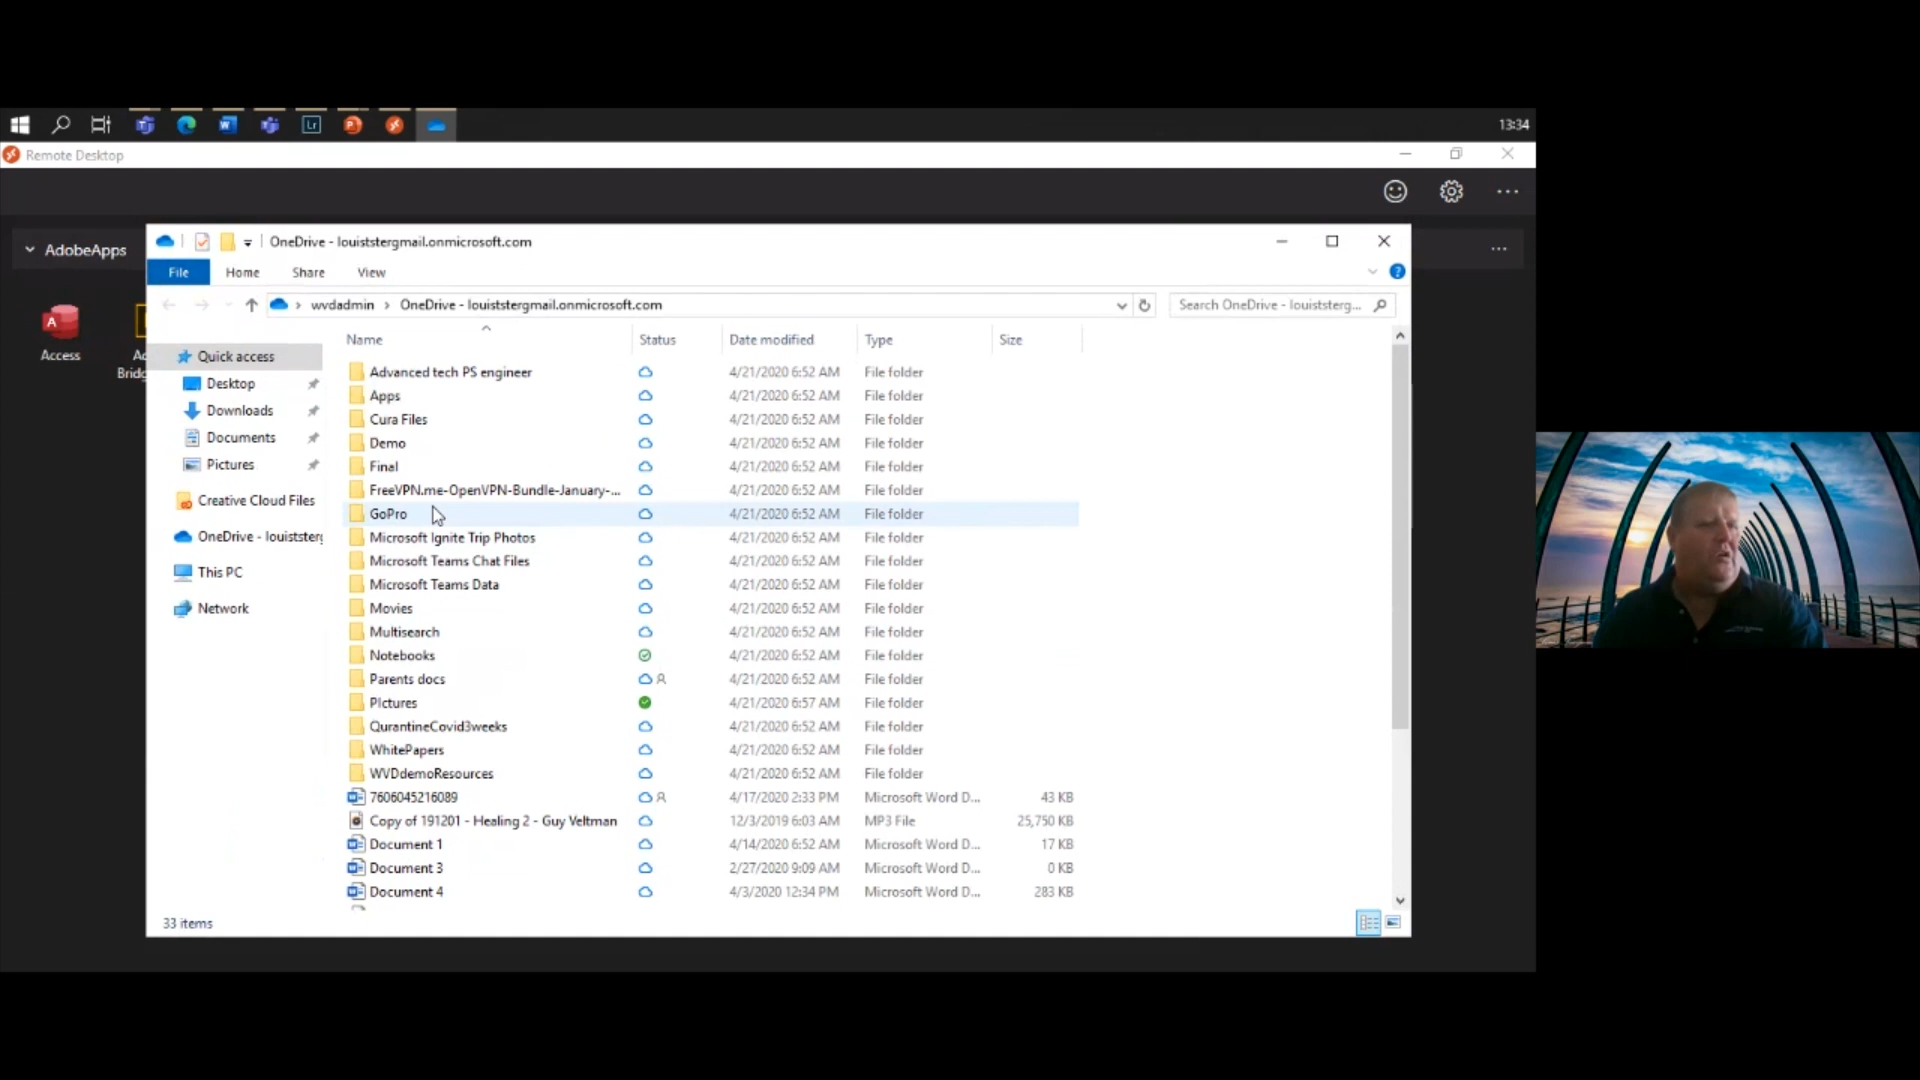 13:34
Remote Desktop
AdobeApps
OneDrive - louiststergmail.onmicrosoft.com
File Home Share View
wvdadmin > OneDrive - louiststergmail.onmicrosoft.com
Search OneDrive - louiststerg...
Access
Name Status Date modified Type Size
Quick access
Desktop
Downloads
Documents
Pictures
Creative Cloud Files
OneDrive - louiststerg
This PC
Network
Advanced tech PS engineer 4/21/2020 6:52 AM File folder
Apps 4/21/2020 6:52 AM File folder
Cura Files 4/21/2020 6:52 AM File folder
Demo 4/21/2020 6:52 AM File folder
Final 4/21/2020 6:52 AM File folder
FreeVPN.me-OpenVPN-Bundle-January-... 4/21/2020 6:52 AM File folder
GoPro 4/21/2020 6:52 AM File folder
Microsoft Ignite Trip Photos 4/21/2020 6:52 AM File folder
Microsoft Teams Chat Files 4/21/2020 6:52 AM File folder
Microsoft Teams Data 4/21/2020 6:52 AM File folder
Movies 4/21/2020 6:52 AM File folder
Multisearch 4/21/2020 6:52 AM File folder
Notebooks 4/21/2020 6:52 AM File folder
Parents docs 4/21/2020 6:52 AM File folder
PIctures 4/21/2020 6:57 AM File folder
QurantineCovid3weeks 4/21/2020 6:52 AM File folder
WhitePapers 4/21/2020 6:52 AM File folder
WVDdemoResources 4/21/2020 6:52 AM File folder
7606045216089 4/17/2020 2:33 PM Microsoft Word D... 43 KB
Copy of 191201 - Healing 2 - Guy Veltman 12/3/2019 6:03 AM MP3 File 25,750 KB
Document 1 4/14/2020 6:52 AM Microsoft Word D... 17 KB
Document 3 2/27/2020 9:09 AM Microsoft Word D... 0 KB
Document 4 4/3/2020 12:34 PM Microsoft Word D... 283 KB
33 items